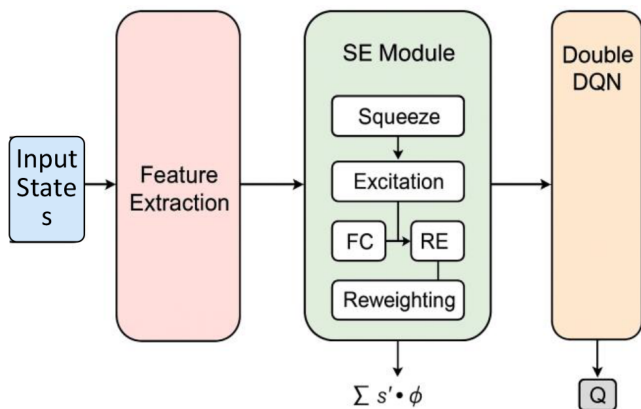 Input
State
s
Feature
Extraction
SE Module
Squeeze
Excitation
FC
RE
Reweighting
∑ s′ • ϕ
Double
DQN
Q